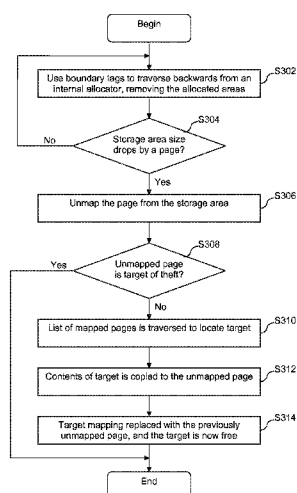 Begin
S302
Use boundary tags to traverse backwards from an
internal allocator, removing the allocated areas
S304
No
Storage area size
drops by a page?
Yes
S306
Unmap the page from the storage area
S308
Yes
Unmapped page
is target of theft?
No
S310
List of mapped pages is traversed to locate target
S312
Contents of target is copied to the unmapped page
S314
Target mapping replaced with the previously
unmapped page, and the target is now free
End